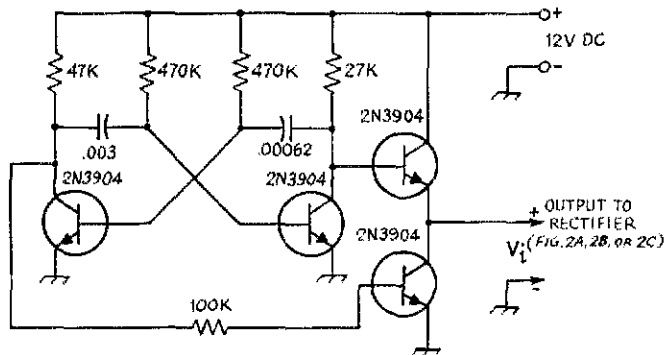 +
12V DC
-
47K
470K
470K
27K
2N3904
.003
.00062
2N3904
2N3904
+
OUTPUT TO
RECTIFIER
Vi (FIG. 2A, 2B, OR 2C)
-
2N3904
100K